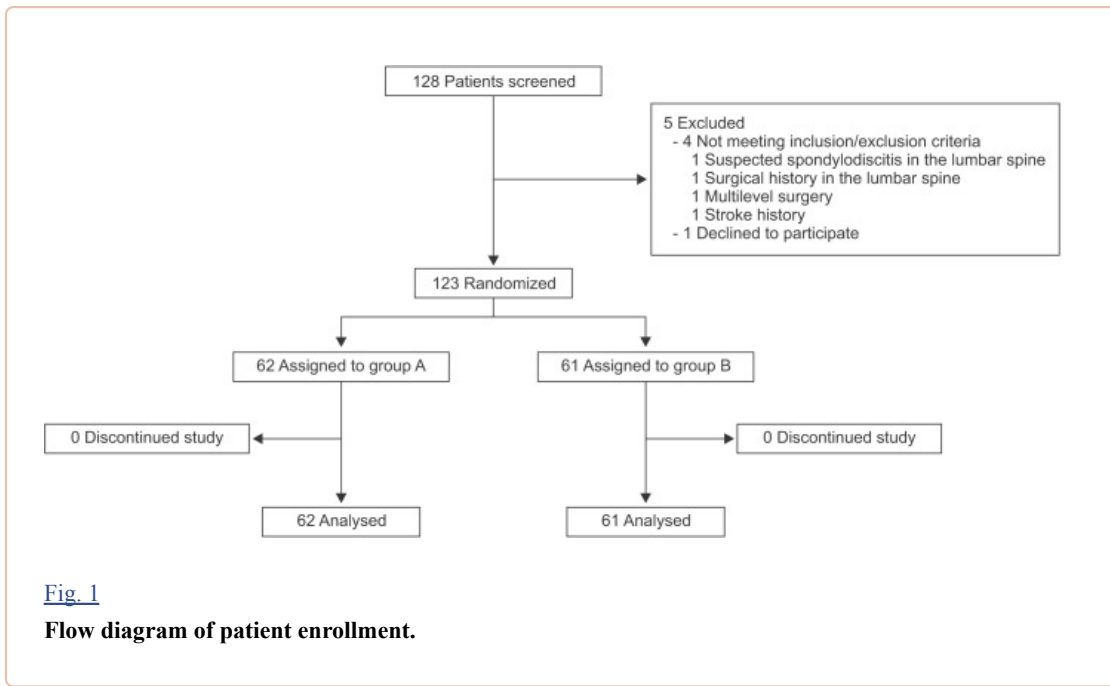 128 Patients screened
5 Excluded
- 4 Not meeting inclusion/exclusion criteria
1 Suspected spondylodiscitis in the lumbar spine
1 Surgical history in the lumbar spine
1 Multilevel surgery
1 Stroke history
- 1 Declined to participate
123 Randomized
62 Assigned to group A
61 Assigned to group B
0 Discontinued study
0 Discontinued study
62 Analysed
61 Analysed
Fig. 1
Flow diagram of patient enrollment.